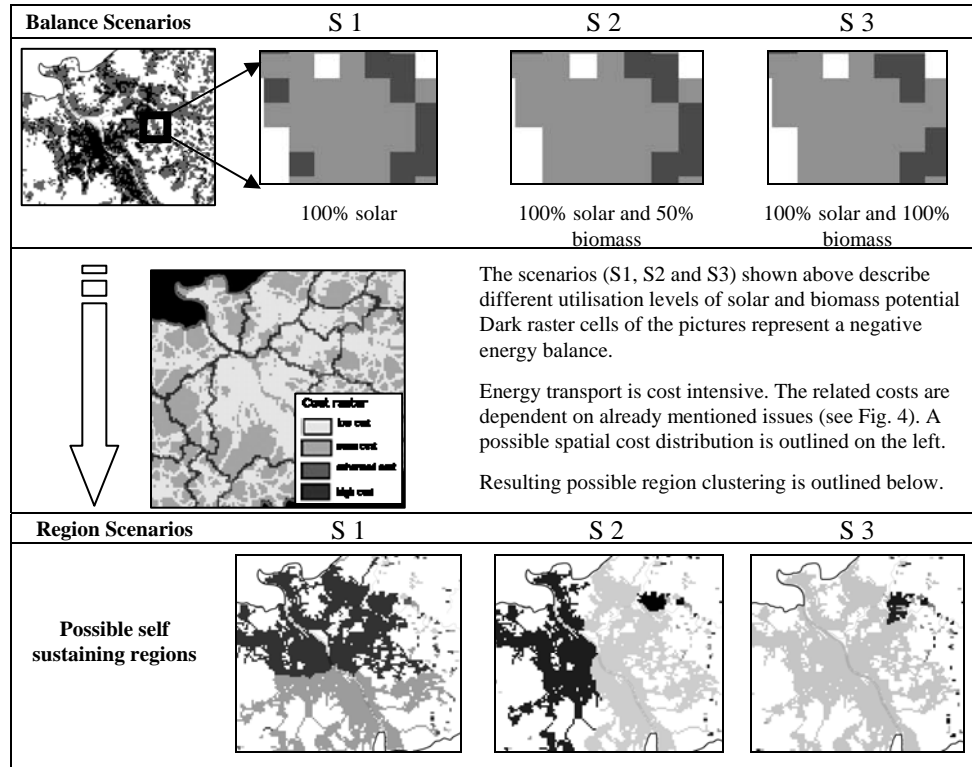 Balance Scenarios
S 1
S 2
S 3
100% solar
100% solar and 50%
biomass
100% solar and 100%
biomass
The scenarios (S1, S2 and S3) shown above describe
different utilisation levels of solar and biomass potential
Dark raster cells of the pictures represent a negative
energy balance.
Energy transport is cost intensive. The related costs are
dependent on already mentioned issues (see Fig. 4). A
possible spatial cost distribution is outlined on the left.
Resulting possible region clustering is outlined below.
Cost raster
low cost
cost
cost
high cost
Region Scenarios
S 1
S 2
S 3
Possible self
sustaining regions